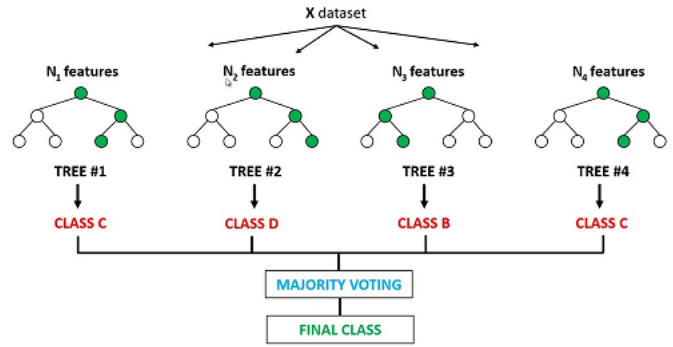 X dataset
N₁ features
N₂ features
N₃ features
N₄ features
TREE #1
TREE #2
TREE #3
TREE #4
CLASS C
CLASS D
CLASS B
CLASS C
MAJORITY VOTING
FINAL CLASS